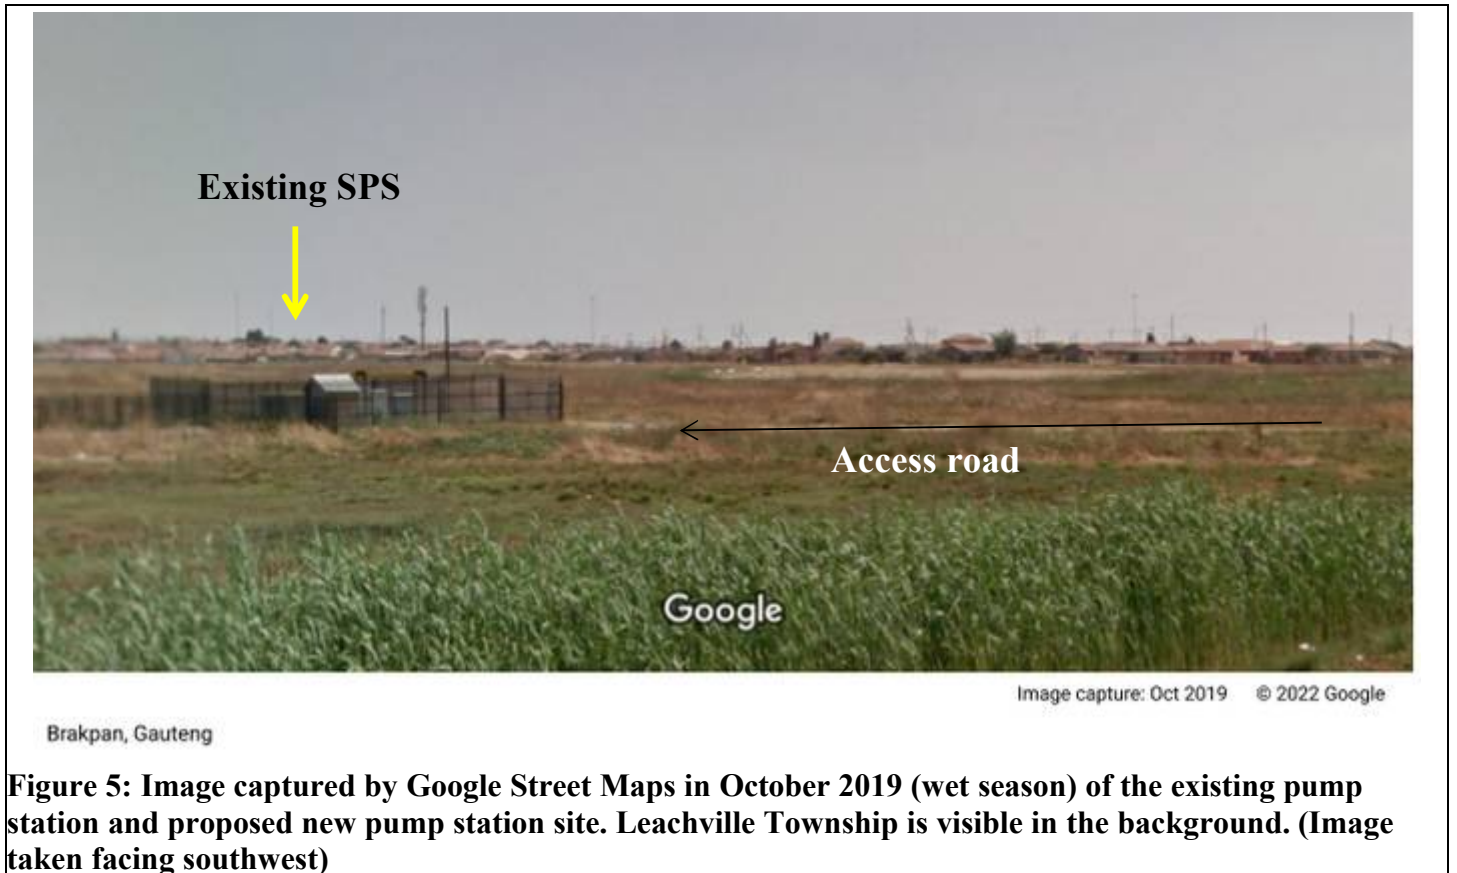 Existing SPS
Access road
Google
Image capture: Oct 2019 © 2022 Google
Brakpan, Gauteng
Figure 5: Image captured by Google Street Maps in October 2019 (wet season) of the existing pump
station and proposed new pump station site. Leachville Township is visible in the background. (Image
taken facing southwest)